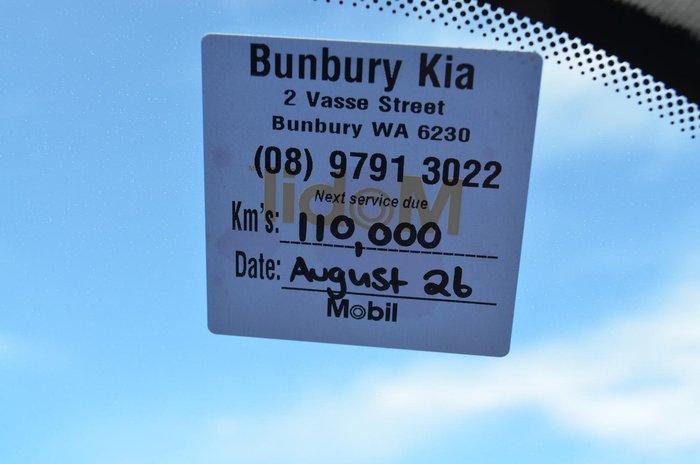 Bunbury Kia
2 Vasse Street
Bunbury WA 6230
(08) 9791 3022
Mobil
Next service due
Km's: 110,000
Date: August 26
Mobil